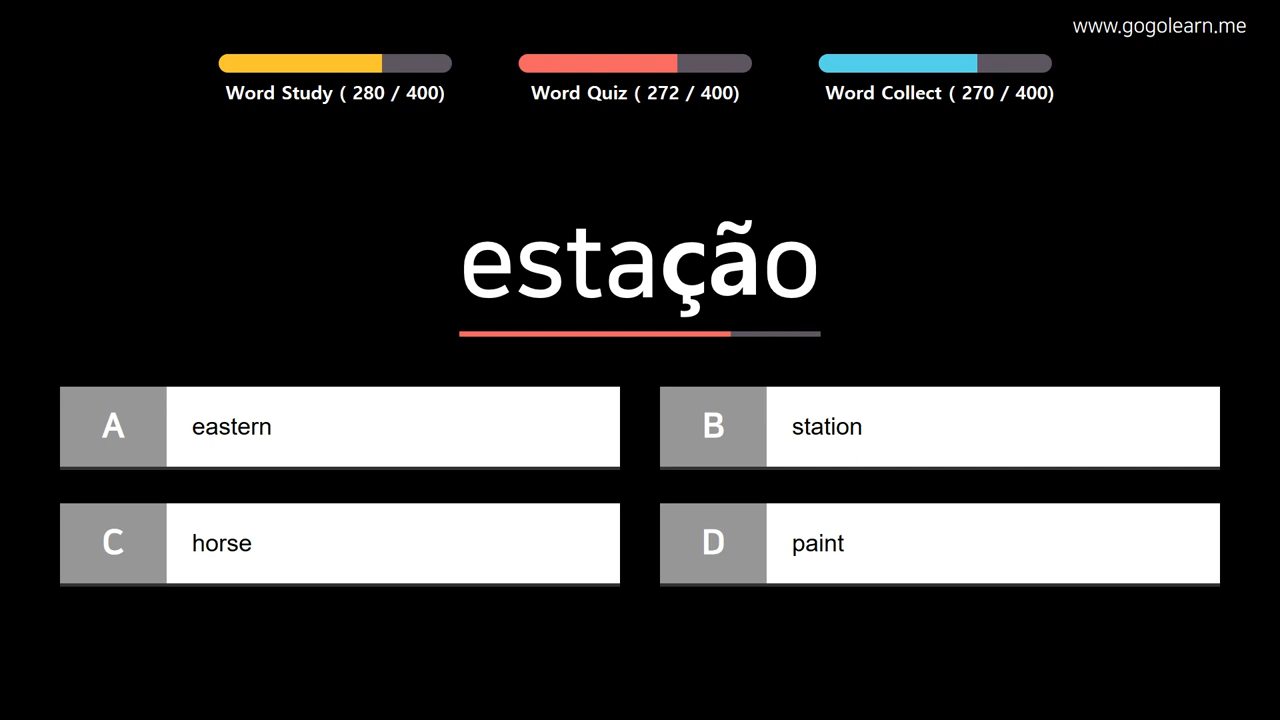 www.gogolearn.me
Word Study ( 280 / 400)
Word Quiz ( 272 / 400)
Word Collect ( 270 / 400)
estação
A eastern
B station
C horse
D paint